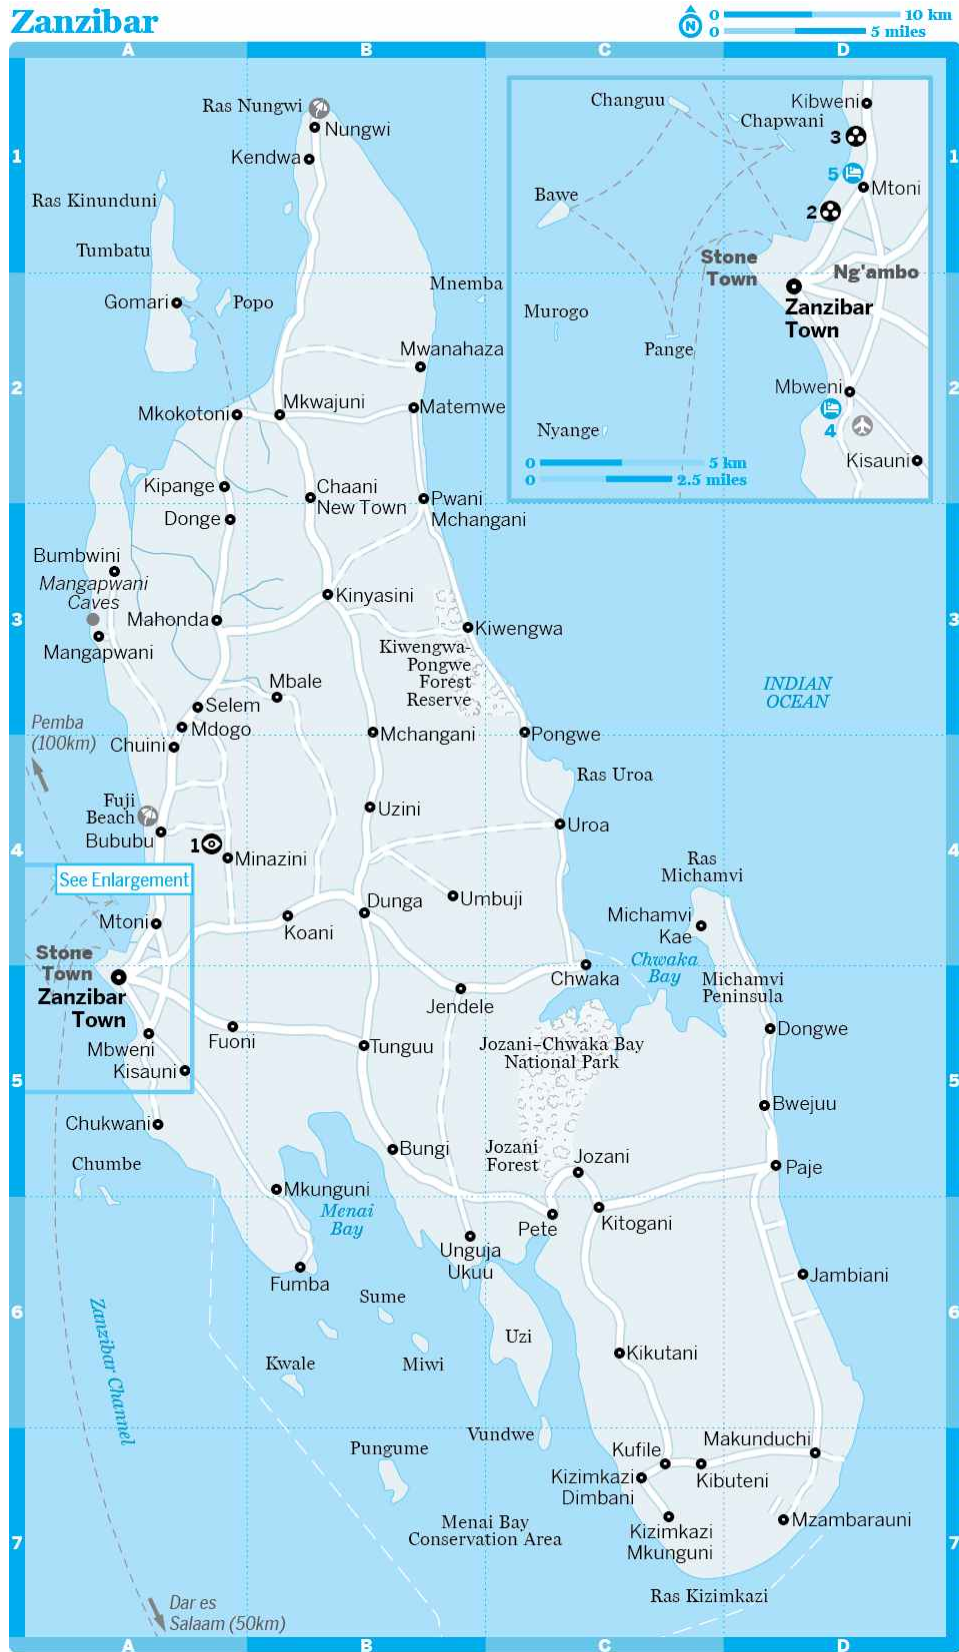 Zanzibar
N
0 10 km
0 5 miles
A B C D
1
Ras Nungwi
Nungwi
Kendwa
Ras Kinunduni
Tumbatu
Gomari
Popo
Mnemba
Mwanahaza
2
Mkokotoni
Mkwajuni
Matemwe
Kipange
Chaani
New Town
Pwani
Mchangani
Donge
Bumbwini
Mangapwani
Caves
Mangapwani
3
Mahonda
Kinyasini
Kiwengwa
Kiwengwa-
Pongwe
Forest
Reserve
Mbale
Selem
Mdogo
Chuini
Mchangani
Pongwe
INDIAN
OCEAN
Pemba
(100km)
Ras Uroa
Fuji
Beach
Bububu
Uzini
Uroa
4
1
Minazini
See Enlargement
Mtoni
Koani
Dunga
Umbuji
Ras
Michamvi
Michamvi
Kae
Chwaka
Bay
Chwaka
Michamvi
Peninsula
Stone
Town
Zanzibar
Town
Jendele
Fuoni
Tunguu
Jozani–Chwaka Bay
National Park
Dongwe
Mbweni
Kisauni
5
Chukwani
Bwejuu
Chumbe
Bungi
Jozani
Forest
Jozani
Paje
Mkunguni
Menai
Bay
Pete
Kitogani
Unguja
Ukuu
Fumba
Jambiani
Sume
6
Zanzibar Channel
Kwale
Miwi
Uzi
Kikutani
Vundwe
Pungume
Kufile
Makunduchi
Kizimkazi
Dimbani
Kibuteni
Menai Bay
Conservation Area
Kizimkazi
Mkunguni
Mzambarauni
7
Ras Kizimkazi
Dar es
Salaam (50km)
A B C D
1
2
3
4
5
6
7
Changuu
Chapwani
Kibweni
3
5
Mtoni
Bawe
2
Stone
Town
Ng'ambo
Zanzibar
Town
Murogo
Pange
Mbweni
4
Nyange
Kisauni
0 5 km
0 2.5 miles